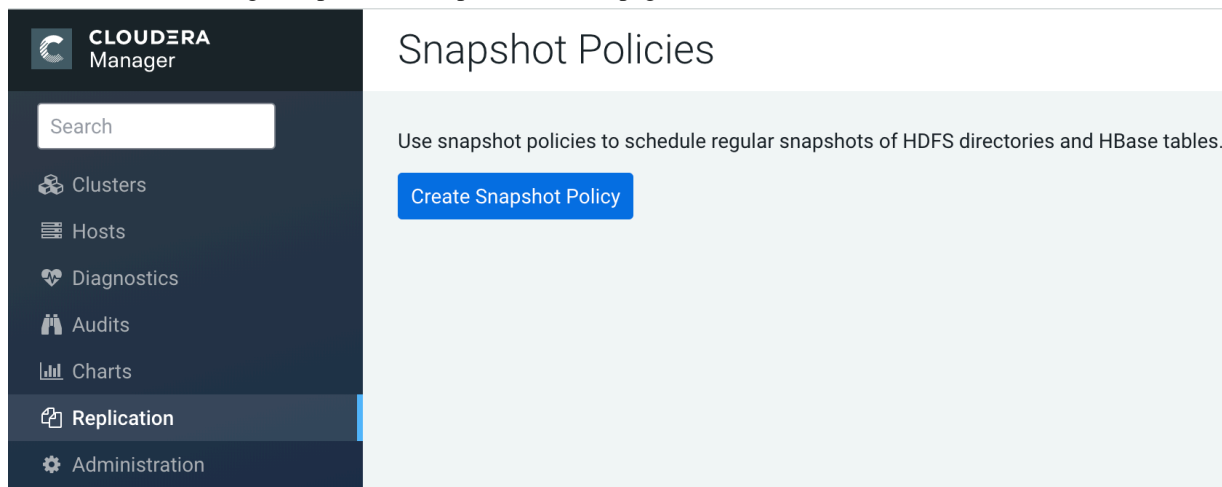 CLOUDERA
Manager
Search
Clusters
Hosts
Diagnostics
Audits
Charts
Replication
Administration
Snapshot Policies
Use snapshot policies to schedule regular snapshots of HDFS directories and HBase tables.
Create Snapshot Policy